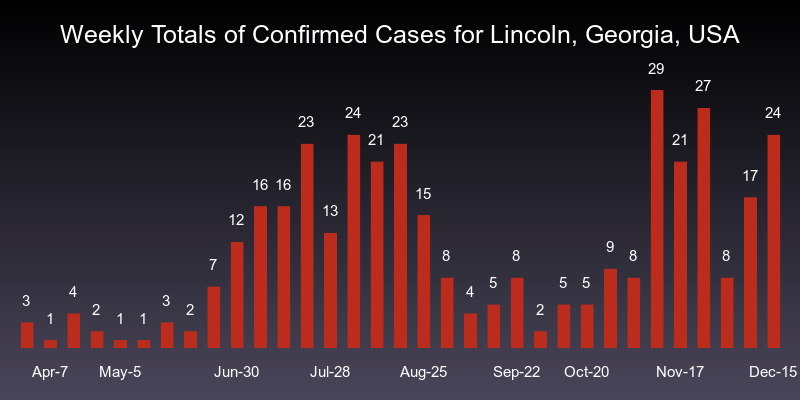 Weekly Totals of Confirmed Cases for Lincoln, Georgia, USA
3 1 4 2 1 1 3 2 7 12 16 16 23 13 24 21 23 15 8 4 5 8 2 5 5 9 8 29 21 27 8 17 24
Apr-7 May-5 Jun-30 Jul-28 Aug-25 Sep-22 Oct-20 Nov-17 Dec-15